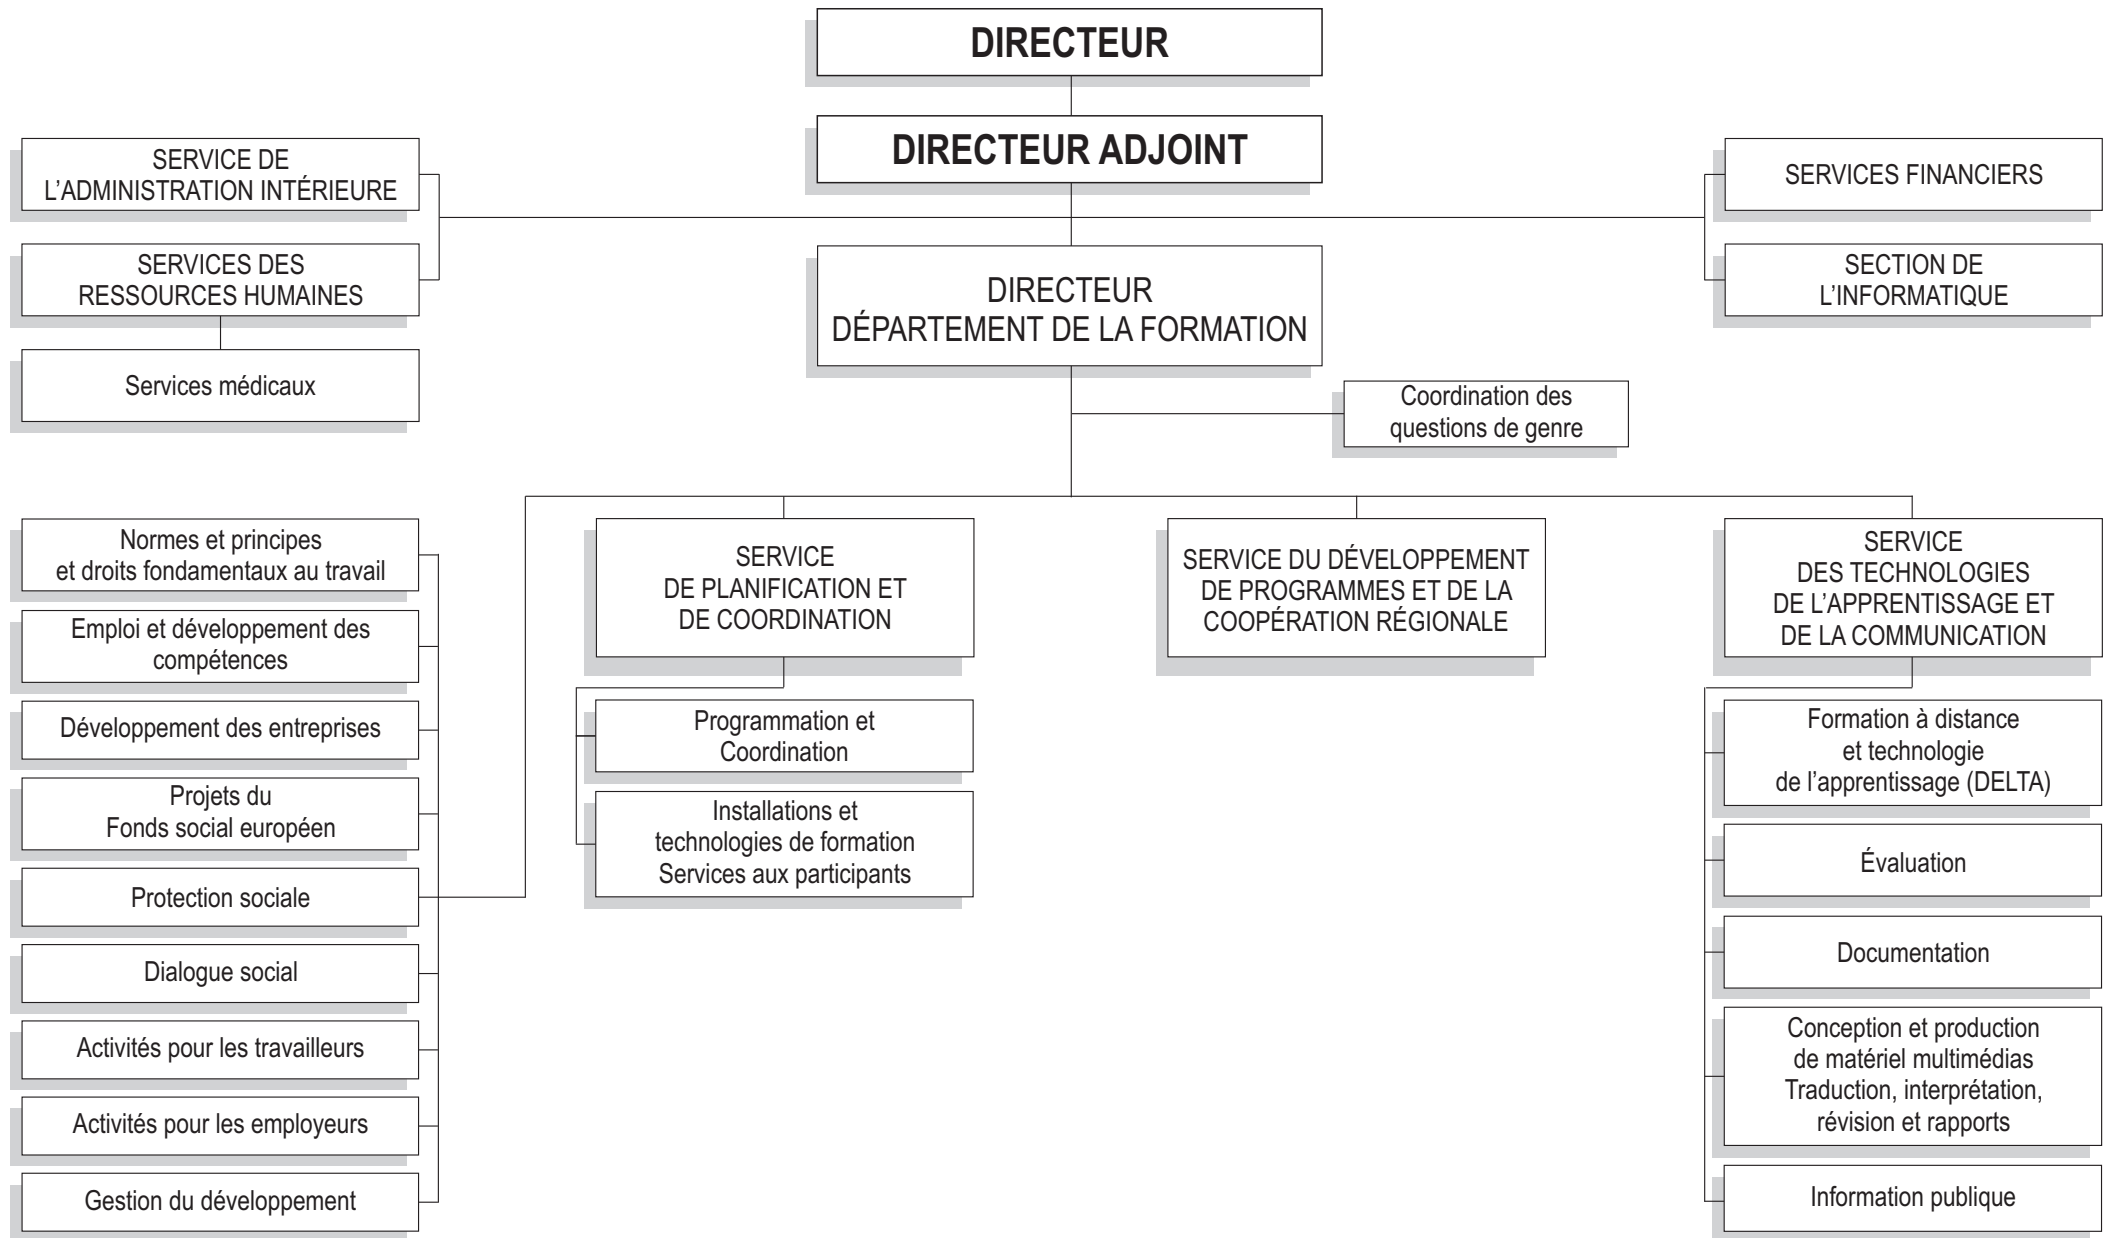 DIRECTEUR
DIRECTEUR ADJOINT
SERVICE DE
L’ADMINISTRATION INTÉRIEURE
SERVICES DES
RESSOURCES HUMAINES
Services médicaux
SERVICES FINANCIERS
SECTION DE
L’INFORMATIQUE
DIRECTEUR
DÉPARTEMENT DE LA FORMATION
Coordination des
questions de genre
Normes et principes
et droits fondamentaux au travail
Emploi et développement des
compétences
Développement des entreprises
Projets du
Fonds social européen
Protection sociale
Dialogue social
Activités pour les travailleurs
Activités pour les employeurs
Gestion du développement
SERVICE
DE PLANIFICATION ET
DE COORDINATION
Programmation et
Coordination
Installations et
technologies de formation
Services aux participants
SERVICE DU DÉVELOPPEMENT
DE PROGRAMMES ET DE LA
COOPÉRATION RÉGIONALE
SERVICE
DES TECHNOLOGIES
DE L’APPRENTISSAGE ET
DE LA COMMUNICATION
Formation à distance
et technologie
de l’apprentissage (DELTA)
Évaluation
Documentation
Conception et production
de matériel multimédias
Traduction, interprétation,
révision et rapports
Information publique